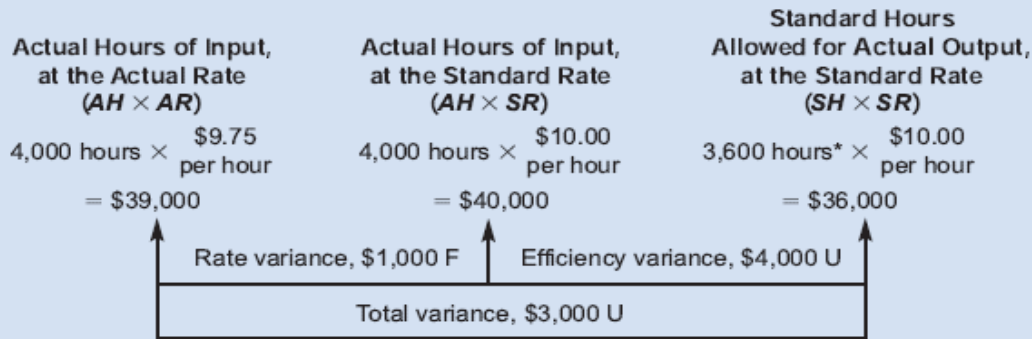 Actual Hours of Input,
at the Actual Rate
(AH × AR)
4,000 hours × $9.75 per hour
= $39,000
Actual Hours of Input,
at the Standard Rate
(AH × SR)
4,000 hours × $10.00 per hour
= $40,000
Standard Hours
Allowed for Actual Output,
at the Standard Rate
(SH × SR)
3,600 hours* × $10.00 per hour
= $36,000
Rate variance, $1,000 F
Efficiency variance, $4,000 U
Total variance, $3,000 U